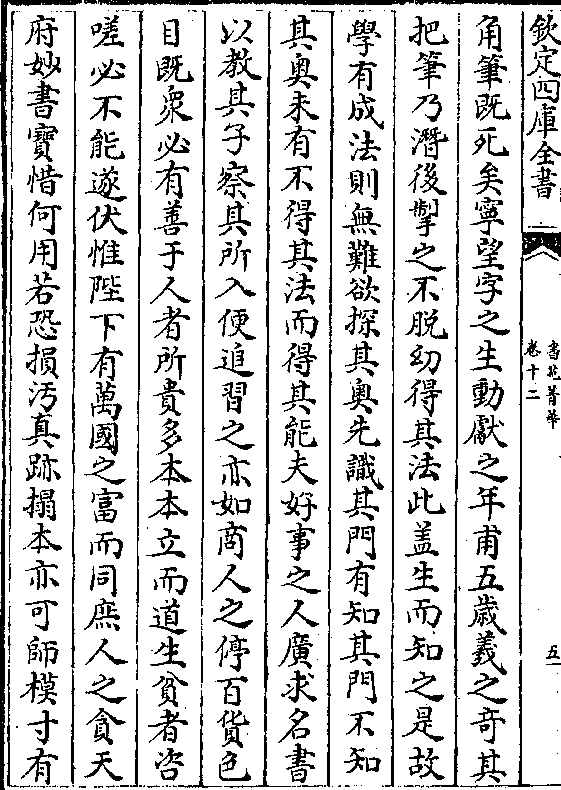 欽定四庫全書
書苑菁華
卷十二
五
角筆既死矣寧望字之生動獻之年甫五歳羲之竒其
把筆乃潛後掣之不脱幼得其法此盖生而知之是故
學有成法則無難欲探其奥先識其門有知其門不知
其奥未有不得其法而得其能夫好事之人廣求名書
以教其子察其所入便追習之亦如商人之停百貨色
目既衆必有善于人者所貴多本本立而道生貧者咨
嗟必不能遂伏惟陛下有萬國之富而同庶人之貪天
府妙書寶惜何用若恐損汚真跡搨本亦可師模寸有